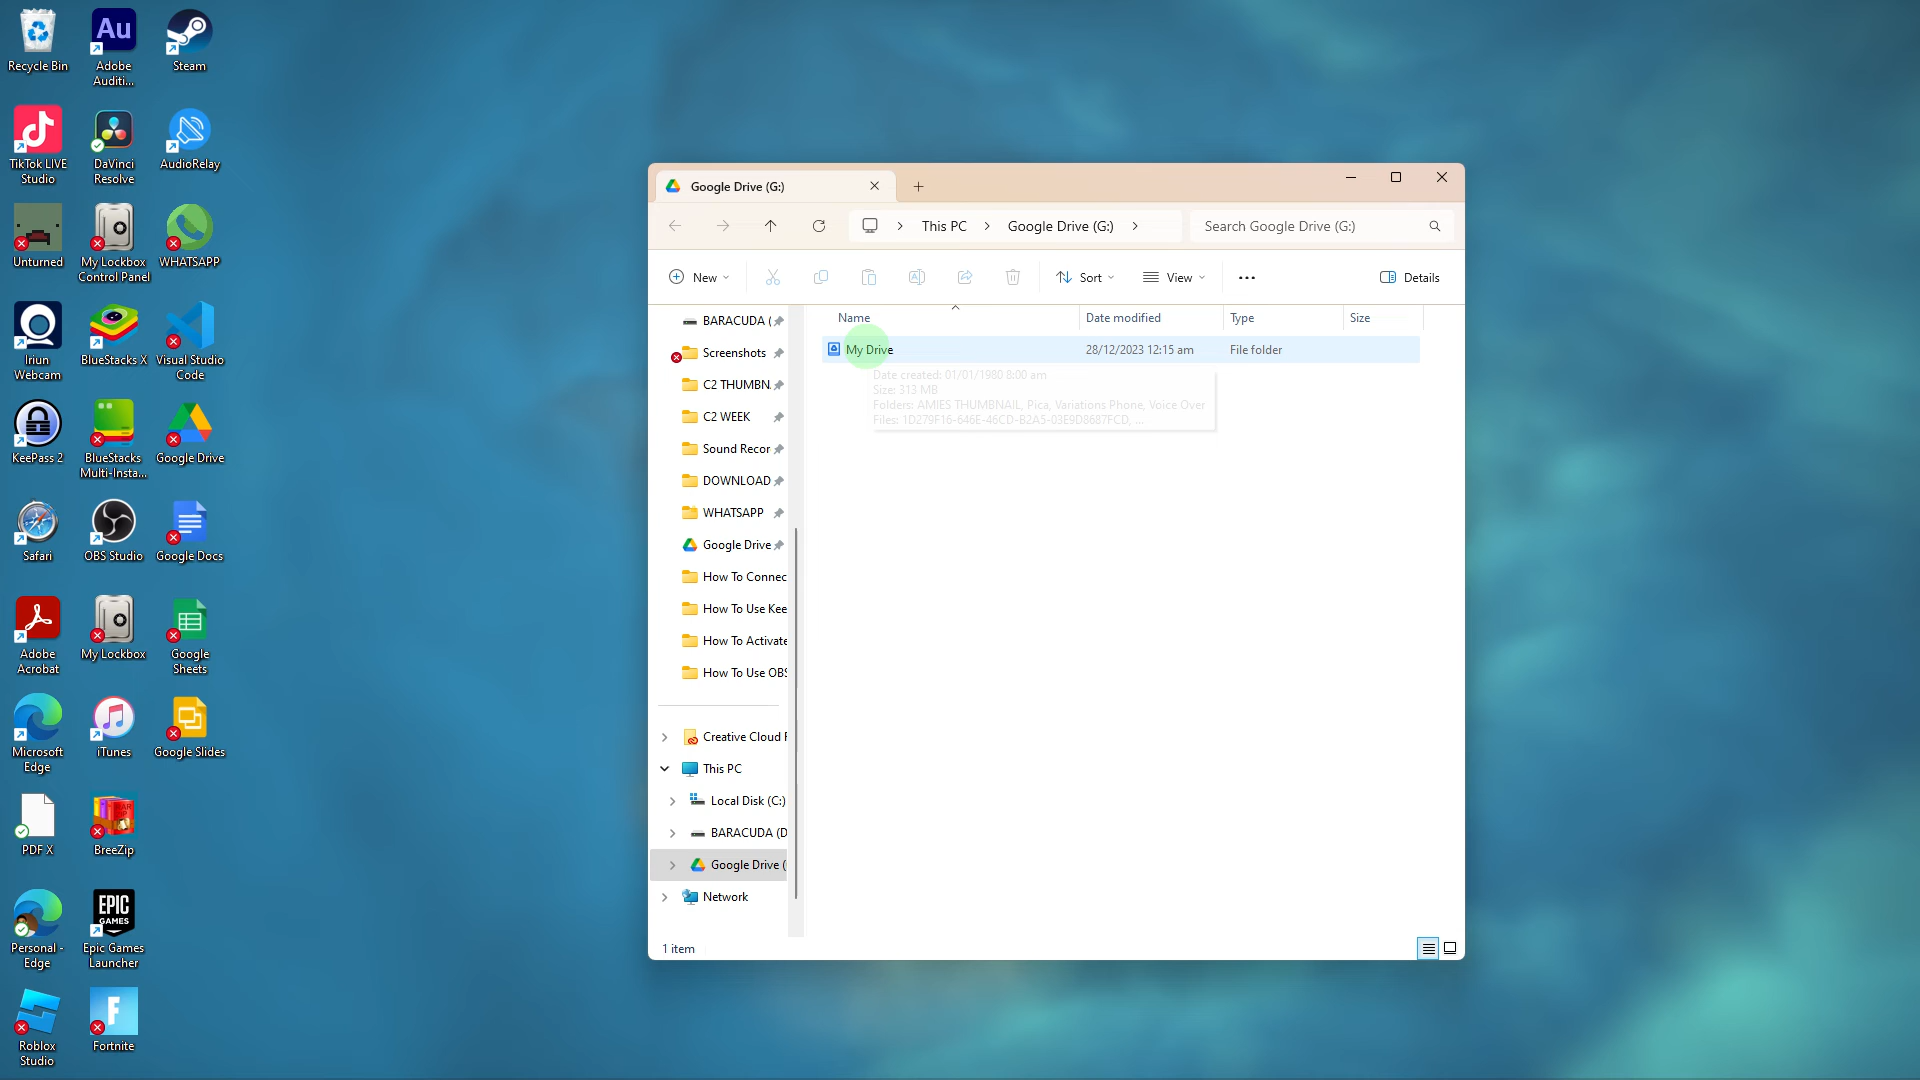 Recycle Bin
Adobe
Auditi...
Steam
TikTok LIVE
Studio
DaVinci
Resolve
AudioRelay
Unturned
My Lockbox
Control Panel
WHATSAPP
Iriun
Webcam
BlueStacks X
Visual Studio
Code
KeePass 2
BlueStacks
Multi-Insta...
Google Drive
Safari
OBS Studio
Google Docs
Adobe
Acrobat
My Lockbox
Google
Sheets
Microsoft
Edge
iTunes
Google Slides
PDF X
BreeZip
Personal -
Edge
EPIC
GAMES
Epic Games
Launcher
Roblox
Studio
Fortnite
Google Drive (G:)
This PC
Google Drive (G:)
Search Google Drive (G:)
New
Sort
View
Details
BARACUDA (
Screenshots
C2 THUMBN.
C2 WEEK
Sound Recor
DOWNLOAD
WHATSAPP
Google Drive
How To Connec
How To Use Kee
How To Activate
How To Use OBS
Creative Cloud F
This PC
Local Disk (C:)
BARACUDA (D
Google Drive (
Network
Name
Date modified
Type
Size
My Drive
28/12/2023 12:15 am
File folder
Date created: 01/01/1980 8:00 am
Size: 313 MB
Folders: AMIES THUMBNAIL, Pica, Variations Phone, Voice Over
Files: 1D279F16-646E-46CD-B2A5-03E9D8687FCD, ...
1 item